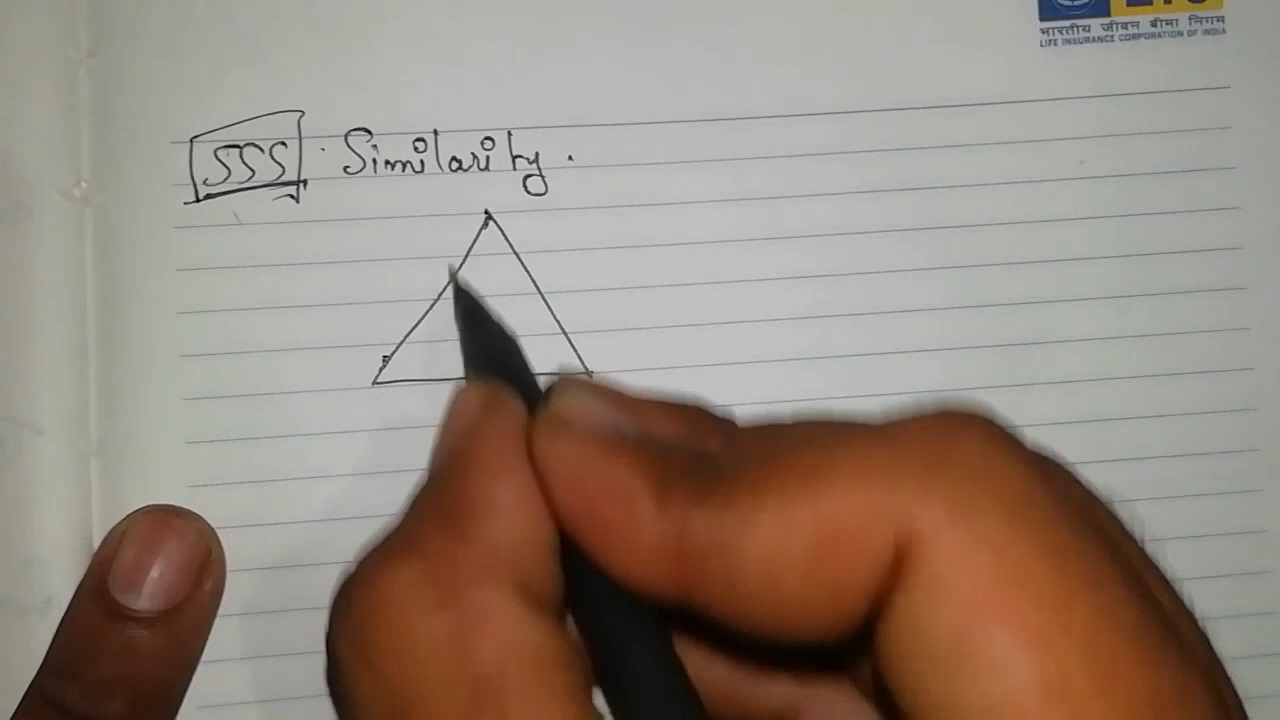 भारतीय जीवन बीमा निगम
LIFE INSURANCE CORPORATION OF INDIA
SSS Similarity.